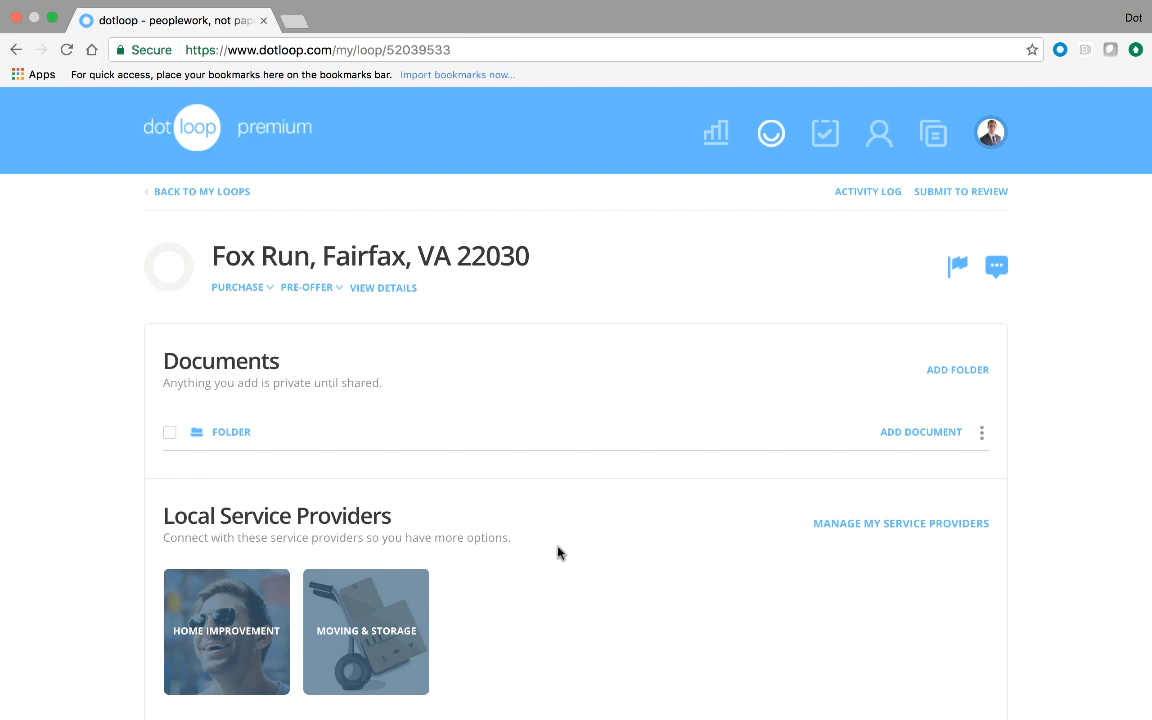 dotloop - peoplework, not pap
Dot
Secure https://www.dotloop.com/my/loop/52039533
Apps For quick access, place your bookmarks here on the bookmarks bar. Import bookmarks now...
dot loop premium
BACK TO MY LOOPS
ACTIVITY LOG SUBMIT TO REVIEW
Fox Run, Fairfax, VA 22030
PURCHASE PRE-OFFER VIEW DETAILS
Documents
Anything you add is private until shared.
ADD FOLDER
FOLDER
ADD DOCUMENT
Local Service Providers
Connect with these service providers so you have more options.
MANAGE MY SERVICE PROVIDERS
HOME IMPROVEMENT
MOVING & STORAGE